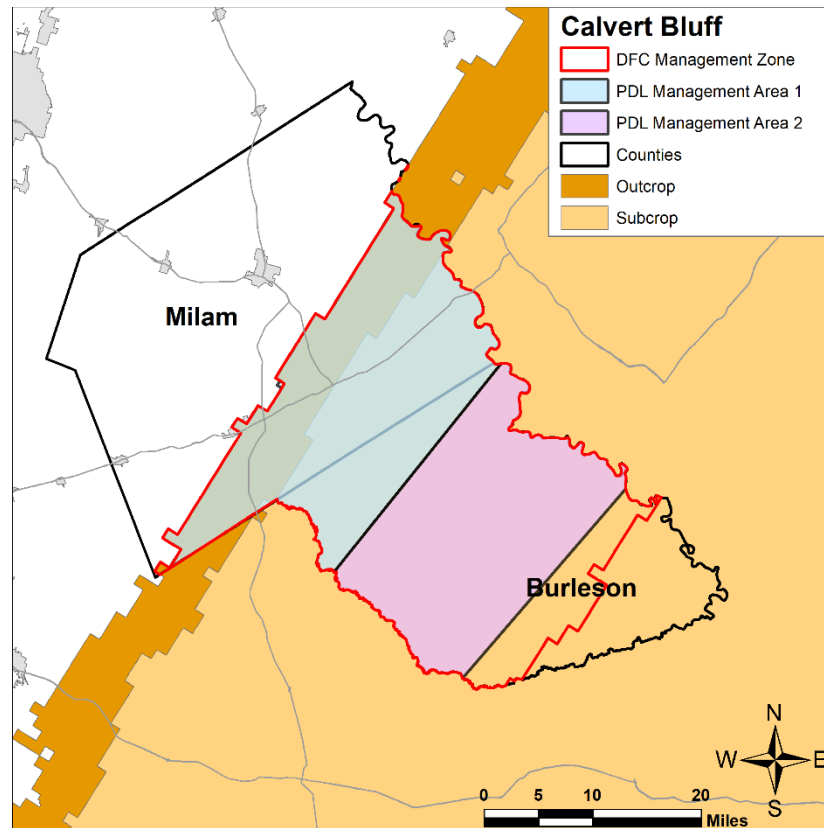 Calvert Bluff
DFC Management Zone
PDL Management Area 1
PDL Management Area 2
Counties
Outcrop
Subcrop
Milam
Burleson
N
W E
S
0 5 10 20
Miles